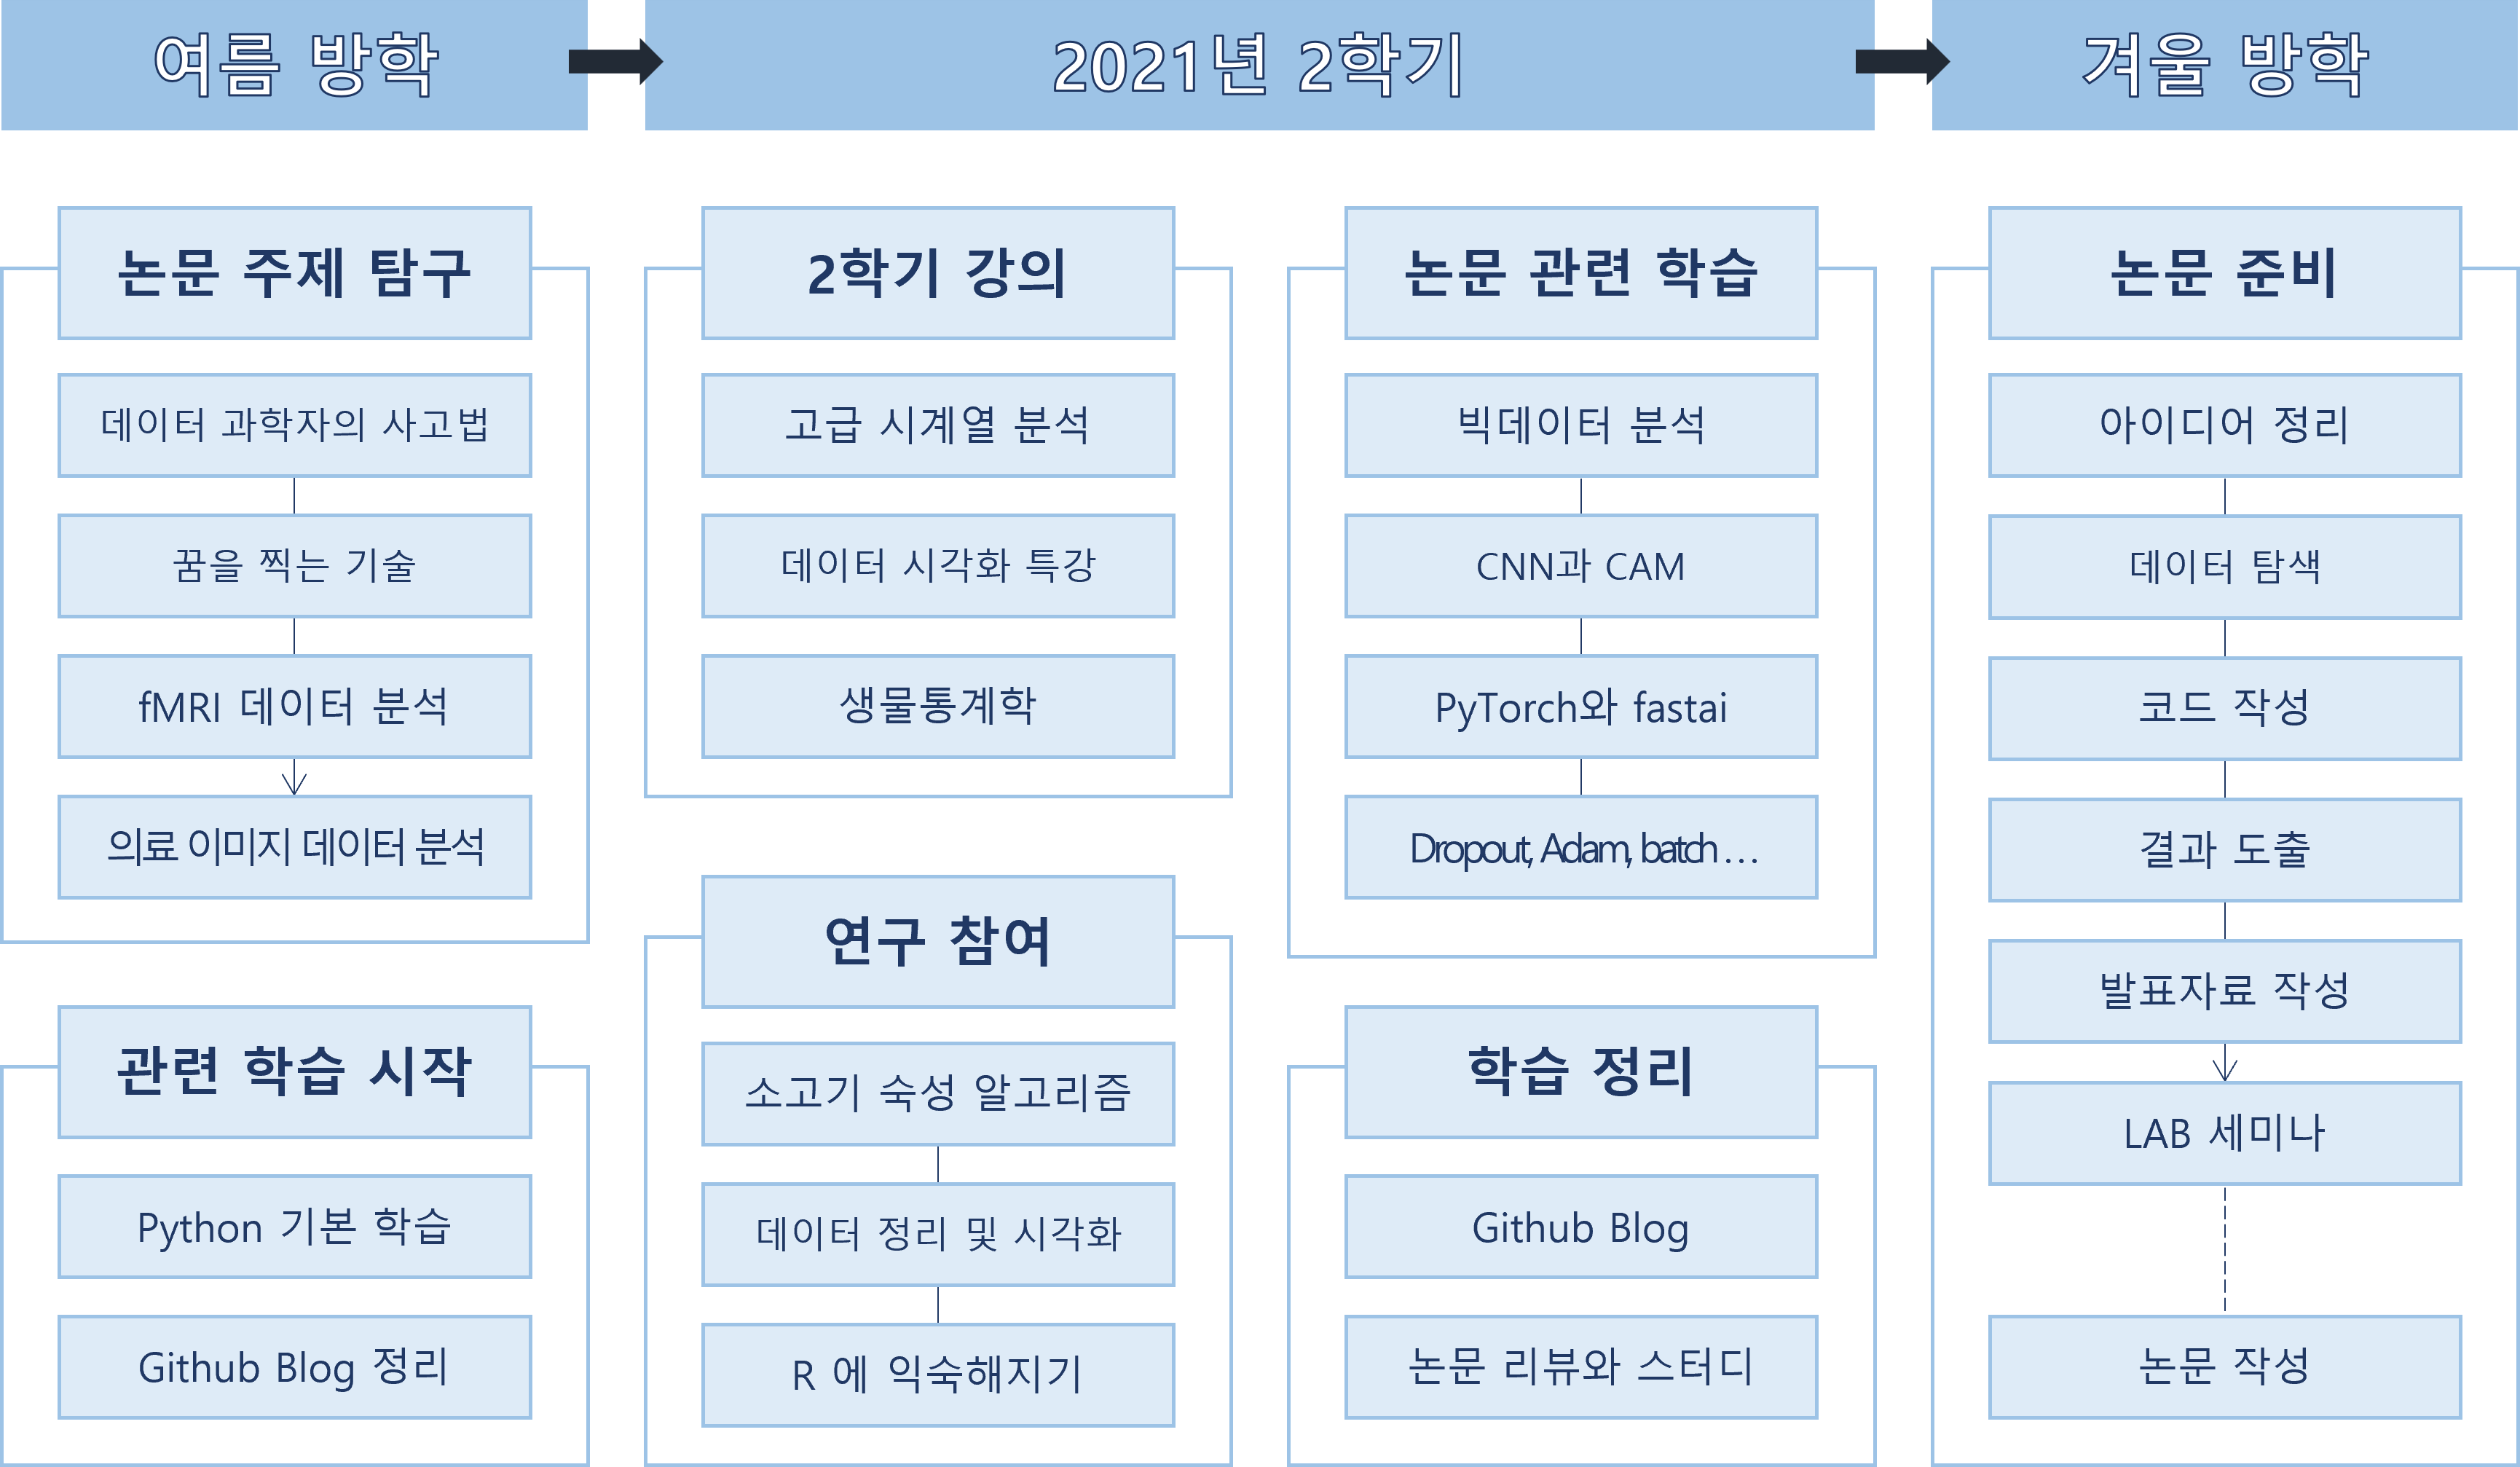 여름 방학
2021년 2학기
겨울 방학
논문 주제 탐구
데이터 과학자의 사고법
꿈을 찍는 기술
fMRI 데이터 분석
의료 이미지 데이터 분석
관련 학습 시작
Python 기본 학습
Github Blog 정리
2학기 강의
고급 시계열 분석
데이터 시각화 특강
생물통계학
연구 참여
소고기 숙성 알고리즘
데이터 정리 및 시각화
R 에 익숙해지기
논문 관련 학습
빅데이터 분석
CNN과 CAM
PyTorch와 fastai
Dropout, Adam, batch …
학습 정리
Github Blog
논문 리뷰와 스터디
논문 준비
아이디어 정리
데이터 탐색
코드 작성
결과 도출
발표자료 작성
LAB 세미나
논문 작성